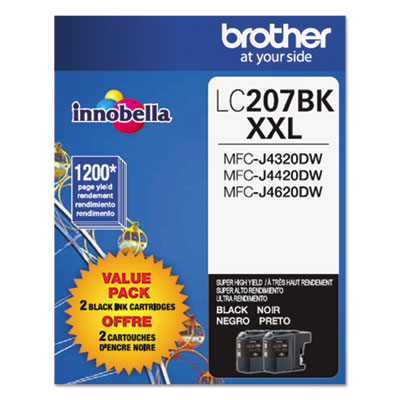 brother
at your side
LC207BK
XXL
MFC-J4320DW
MFC-J4420DW
MFC-J4620DW
innobella
1200*
page yield
rendement
rendimiento
rendimento
VALUE
PACK
2 BLACK INK CARTRIDGES
OFFRE
2 CARTOUCHES
D'ENCRE NOIRE
SUPER HIGH YIELD / À TRÈS HAUT RENDEMENT
SUPER ALTO RENDIMIENTO
ULTRA RENDIMENTO
BLACK NOIR
NEGRO PRETO